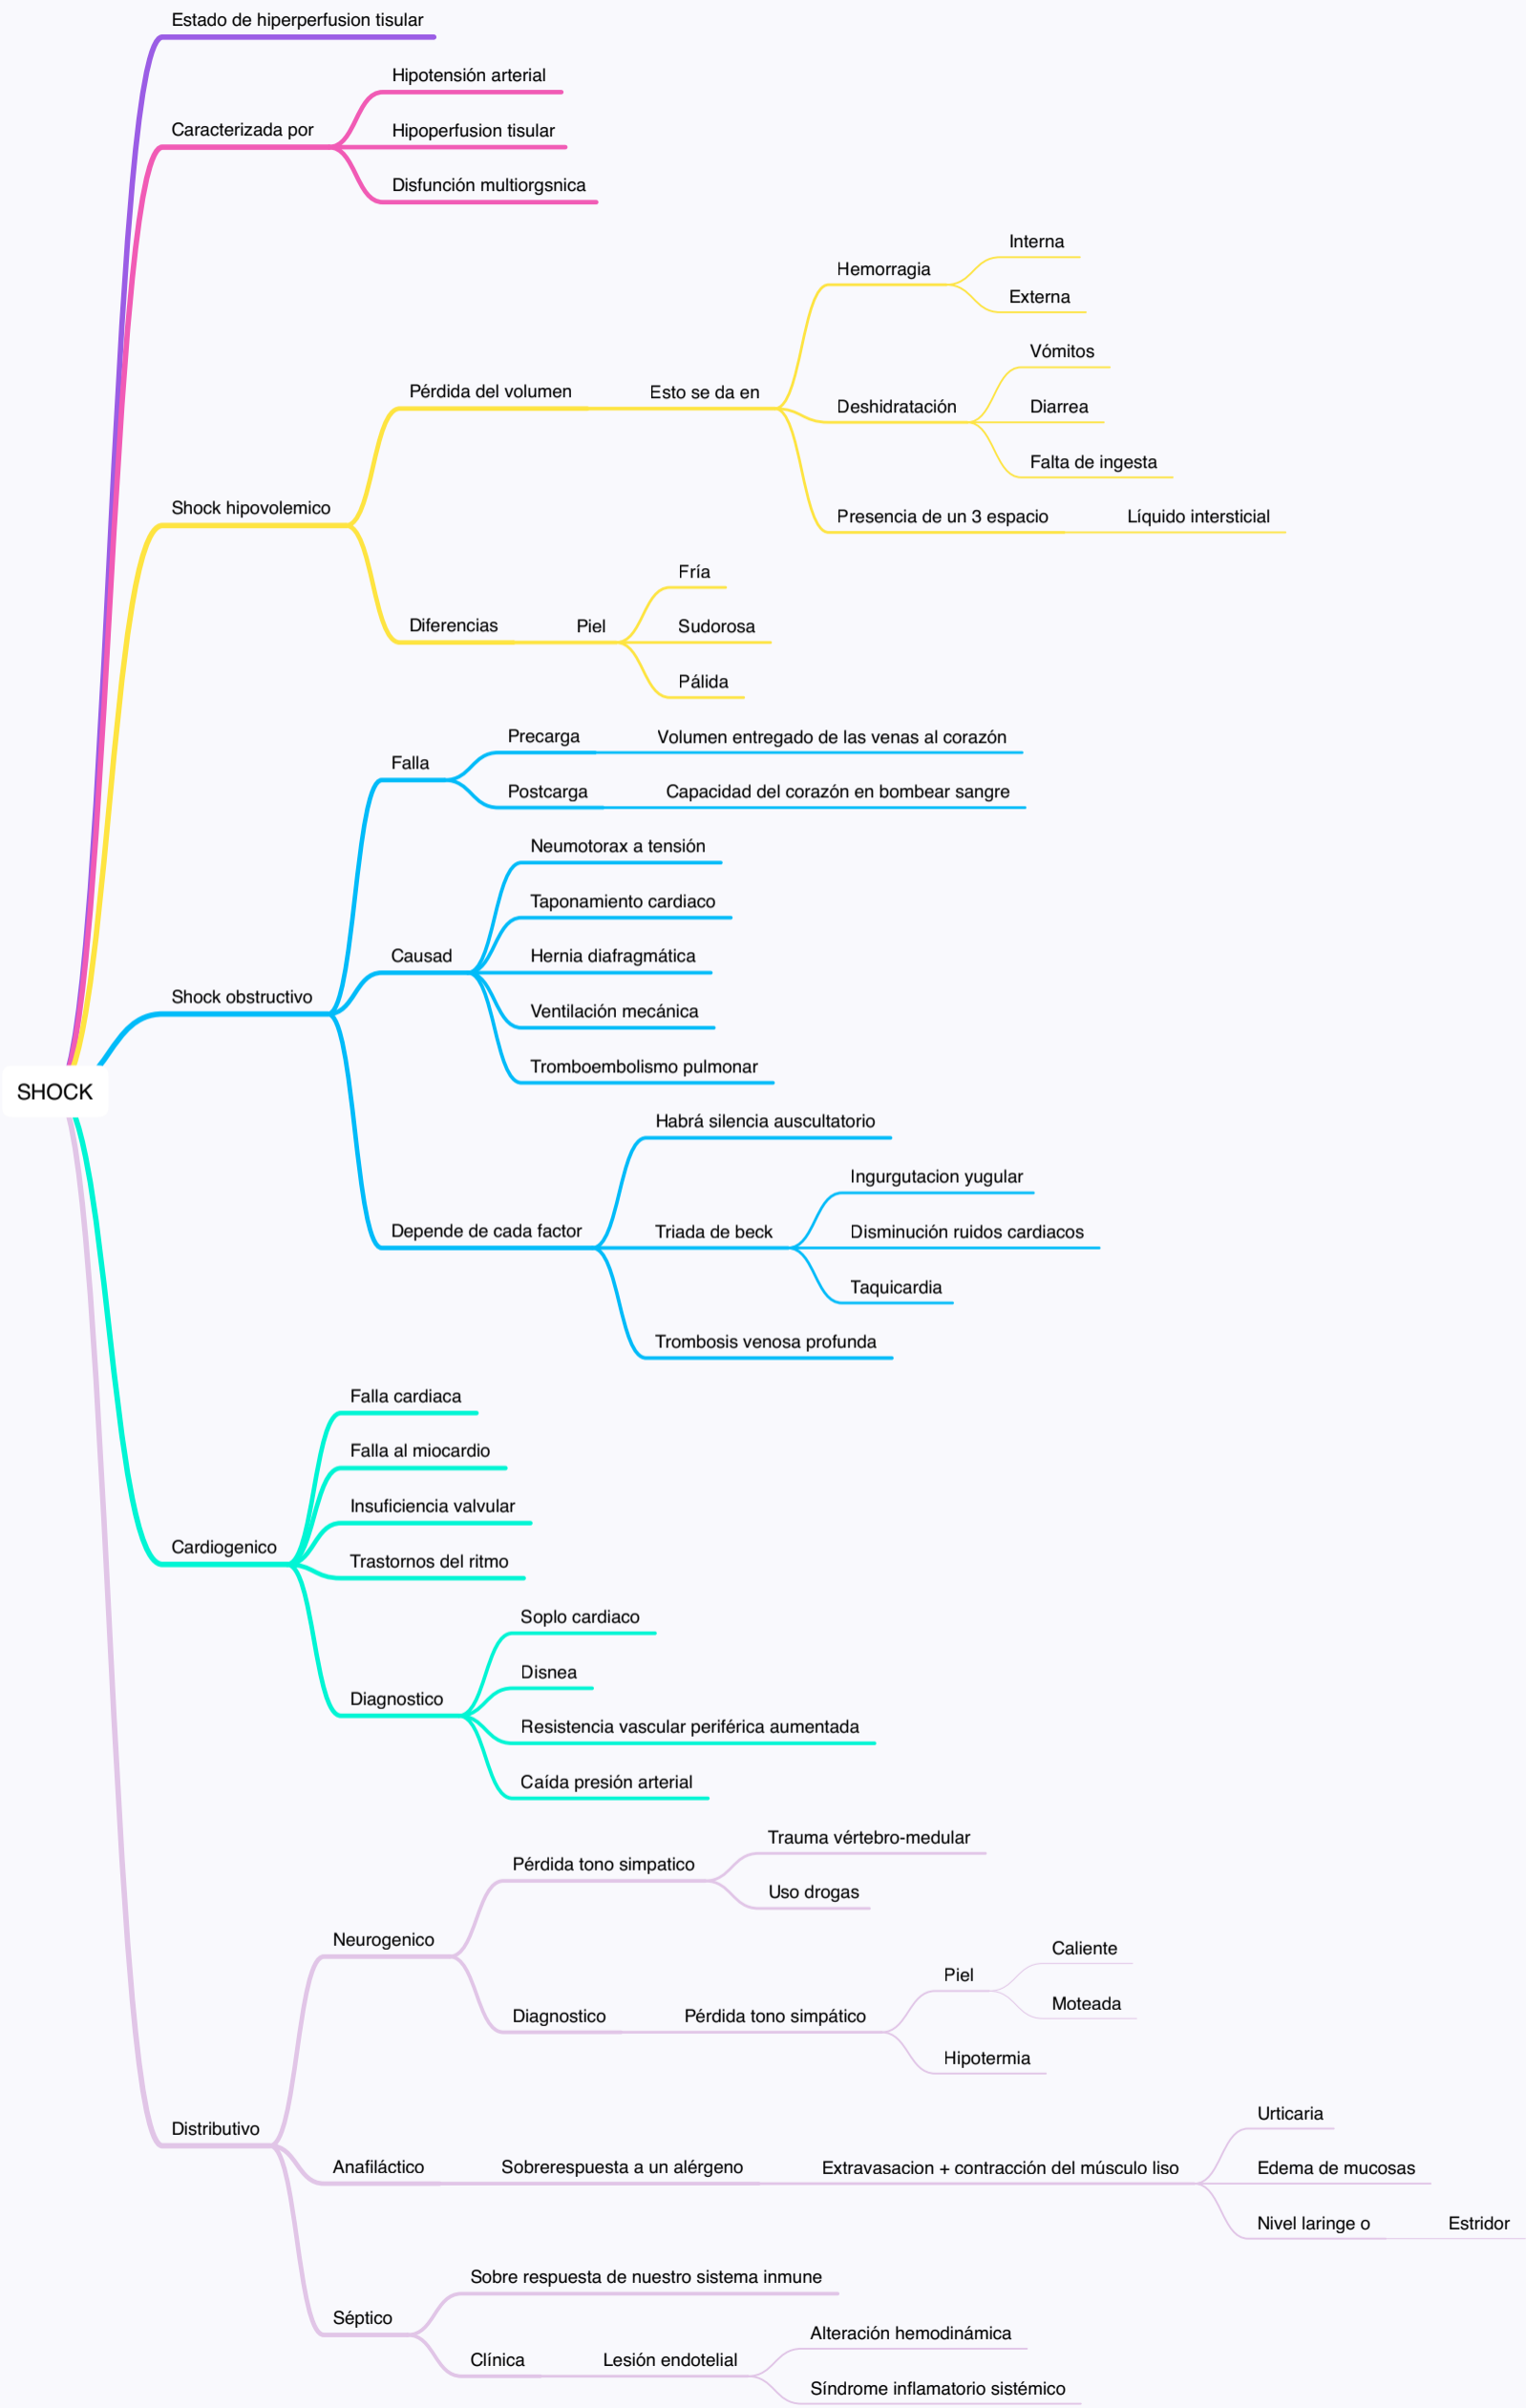 Estado de hiperperfusion tisular
Hipotensión arterial
Caracterizada por
Hipoperfusion tisular
Disfunción multiorgsnica
Interna
Hemorragia
Externa
Vómitos
Pérdida del volumen
Esto se da en
Deshidratación
Diarrea
Falta de ingesta
Shock hipovolemico
Presencia de un 3 espacio
Líquido intersticial
Fría
Diferencias
Piel
Sudorosa
Pálida
Precarga
Volumen entregado de las venas al corazón
Falla
Postcarga
Capacidad del corazón en bombear sangre
Neumotorax a tensión
Taponamiento cardiaco
Causad
Hernia diafragmática
Shock obstructivo
Ventilación mecánica
Tromboembolismo pulmonar
SHOCK
Habrá silencia auscultatorio
Ingurgutacion yugular
Depende de cada factor
Triada de beck
Disminución ruidos cardiacos
Taquicardia
Trombosis venosa profunda
Falla cardiaca
Falla al miocardio
Insuficiencia valvular
Cardiogenico
Trastornos del ritmo
Soplo cardiaco
Disnea
Diagnostico
Resistencia vascular periférica aumentada
Caída presión arterial
Trauma vértebro-medular
Pérdida tono simpatico
Uso drogas
Neurogenico
Caliente
Piel
Moteada
Diagnostico
Pérdida tono simpático
Hipotermia
Distributivo
Urticaria
Anafiláctico
Sobrerespuesta a un alérgeno
Extravasacion + contracción del músculo liso
Edema de mucosas
Nivel laringe o
Estridor
Sobre respuesta de nuestro sistema inmune
Séptico
Alteración hemodinámica
Clínica
Lesión endotelial
Síndrome inflamatorio sistémico